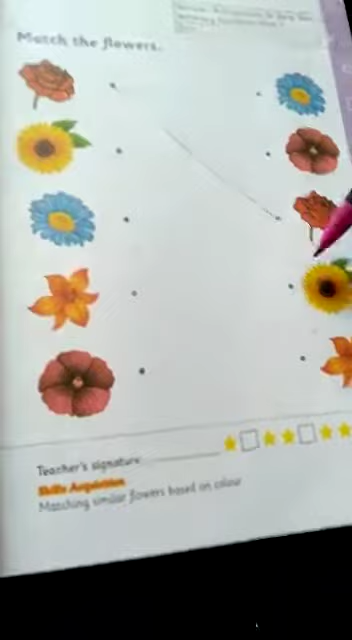 Match the flowers.
Teacher's signature
Skills Acquisition
Matching similar flowers based on colour